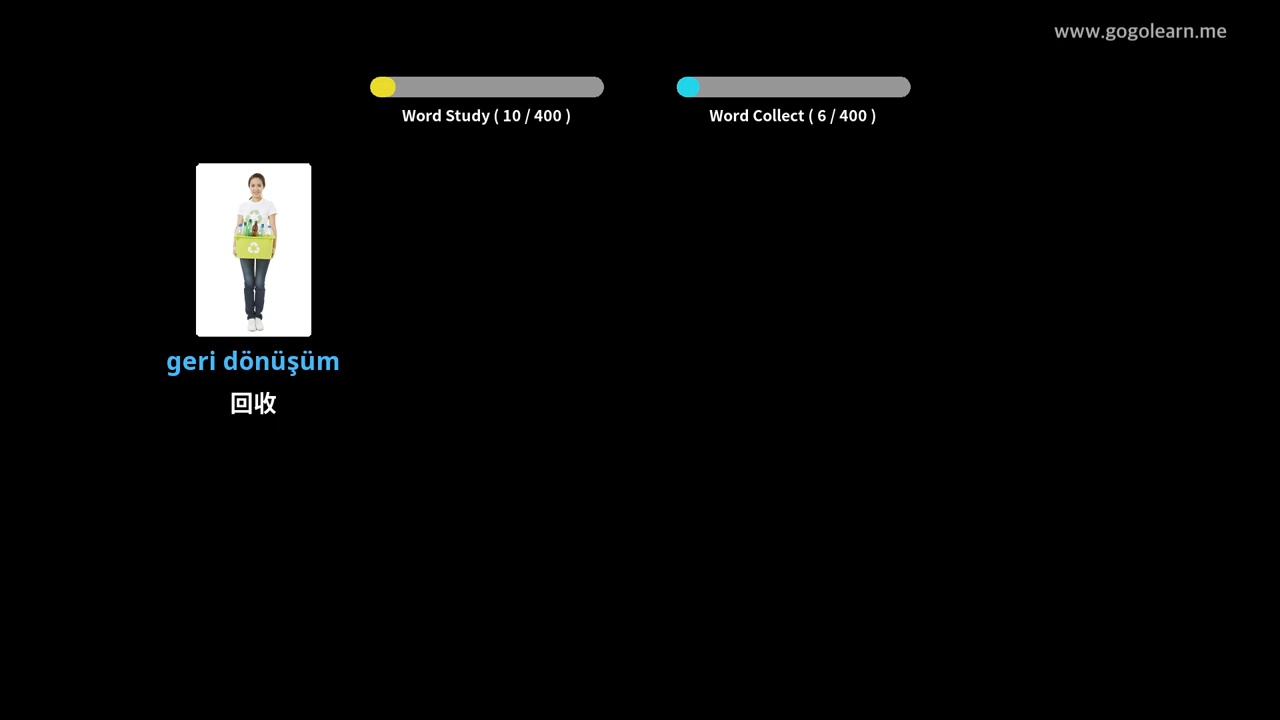 www.gogolearn.me
Word Study ( 10 / 400 )
Word Collect ( 6 / 400 )
geri dönüşüm
回收